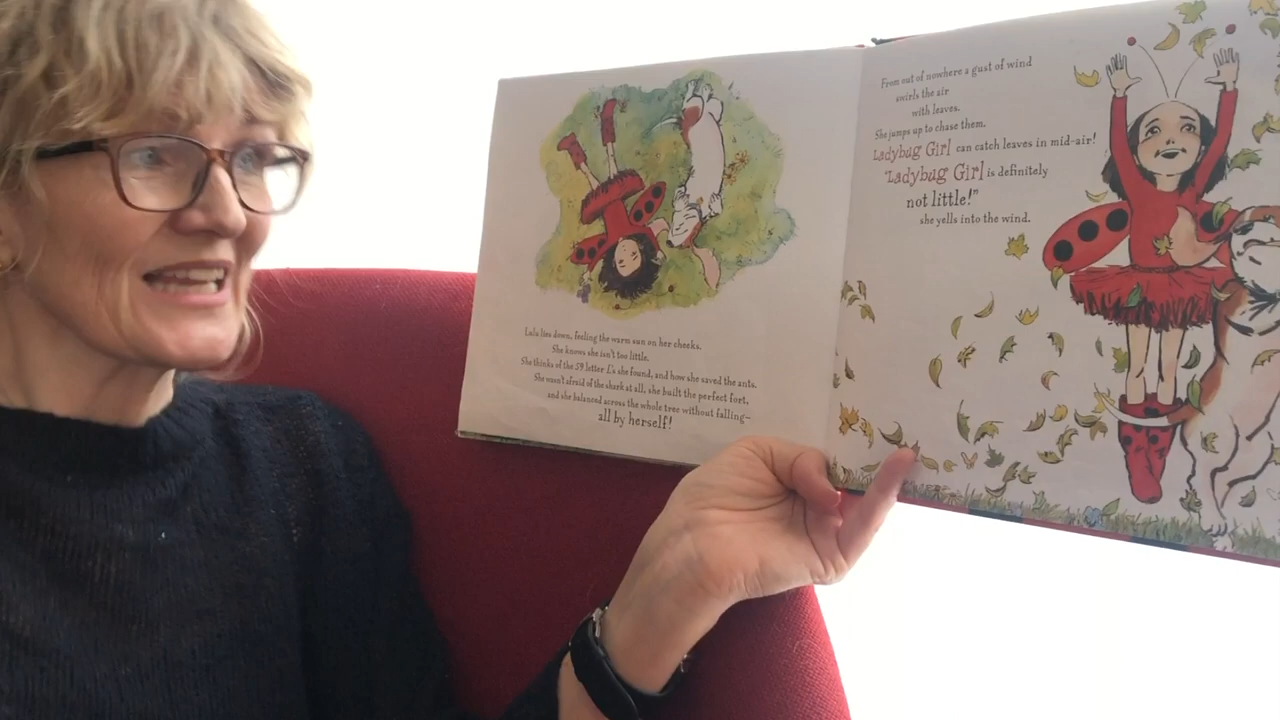 Lulu lies down, feeling the warm sun on her cheeks.
She knows she isn't too little.
She thinks of the 59 letter L's she found, and how she saved the ants.
She wasn't afraid of the shark at all, she built the perfect fort,
and she balanced across the whole tree without falling—
all by herself!
From out of nowhere a gust of wind
swirls the air
with leaves.
She jumps up to chase them.
Ladybug Girl can catch leaves in mid-air!
"Ladybug Girl is definitely
not little!"
she yells into the wind.